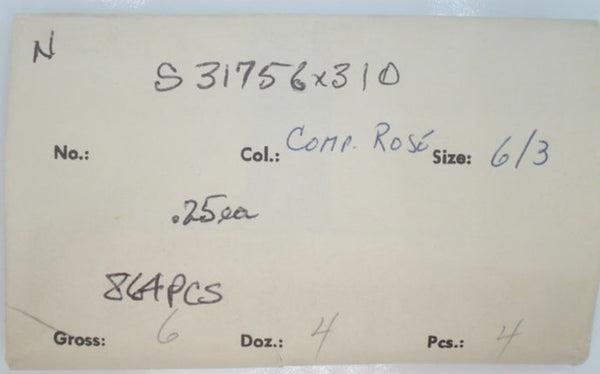 N
S 31756x310
No.: Col.: Comp. Rosé Size: 6/3
.25ea
864PCS
Gross: 6 Doz.: 4 Pcs.: 4